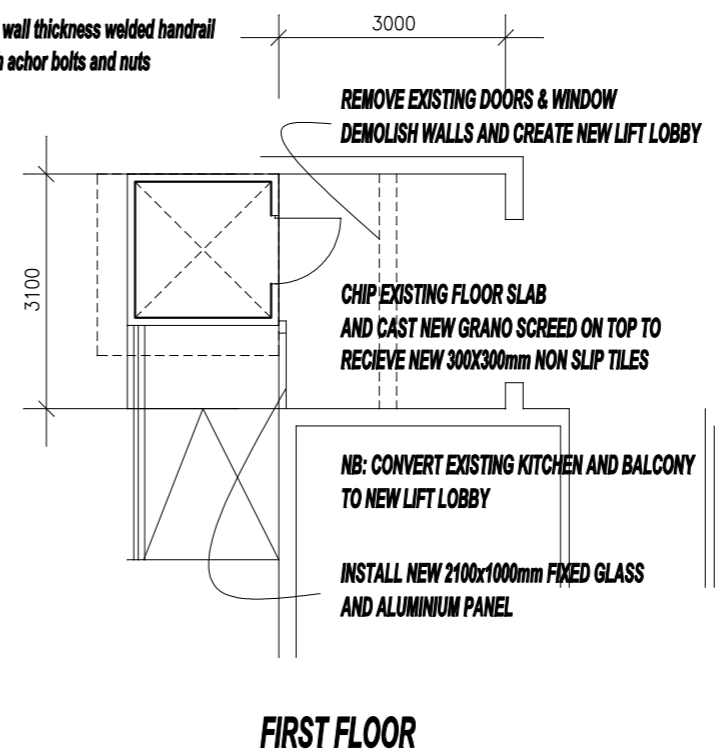 wall thickness welded handrail
achor bolts and nuts
3000
REMOVE EXISTING DOORS & WINDOW
DEMOLISH WALLS AND CREATE NEW LIFT LOBBY
3100
CHIP EXISTING FLOOR SLAB
AND CAST NEW GRANO SCREED ON TOP TO
RECIEVE NEW 300X300mm NON SLIP TILES
NB: CONVERT EXISTING KITCHEN AND BALCONY
TO NEW LIFT LOBBY
INSTALL NEW 2100x1000mm FIXED GLASS
AND ALUMINIUM PANEL
FIRST FLOOR